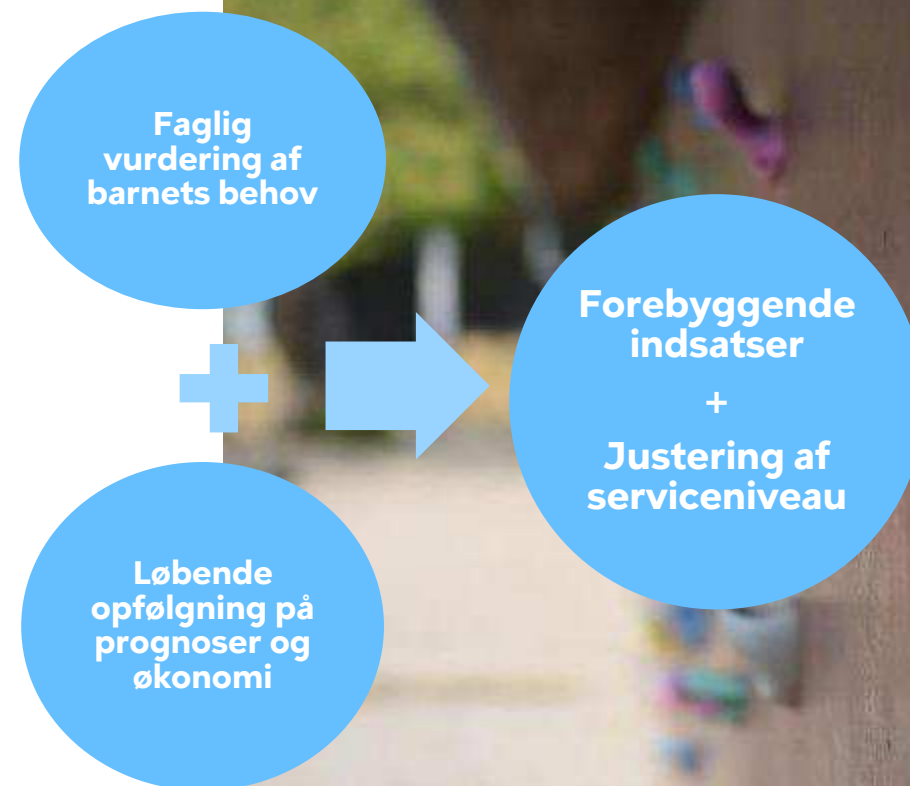 Faglig
vurdering af
barnets behov
Løbende
opfølgning på
prognoser og
økonomi
Forebyggende
indsatser
+
Justering af
serviceniveau